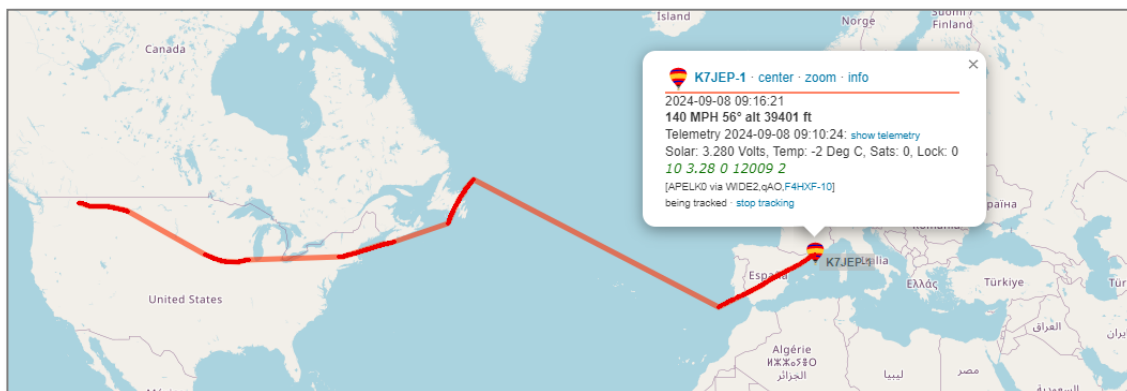 Island
Norge
Suomi /
Finland
Canada
K7JEP-1 · center · zoom · info
×
2024-09-08 09:16:21
140 MPH 56° alt 39401 ft
Telemetry 2024-09-08 09:10:24: show telemetry
Solar: 3.280 Volts, Temp: -2 Deg C, Sats: 0, Lock: 0
10 3.28 0 12009 2
[APELK0 via WIDE2,qAO,F4HXF-10]
being tracked · stop tracking
K7JEP-1
España
Ελλάς
Türkiye
United States
Algérie
ⵍⵣⵣⴰⵢⴻⵔ
الجزائر
ليبيا
مصر
العراق